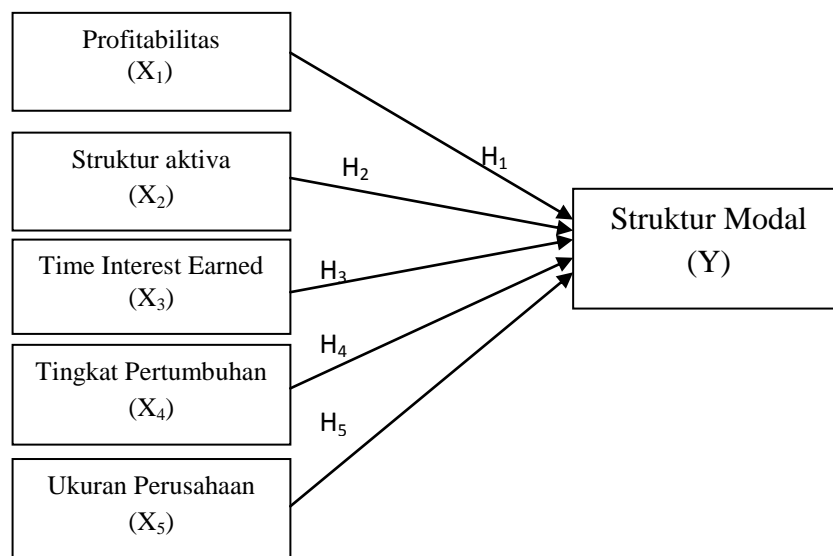 Profitabilitas
(X₁)
Struktur aktiva
(X₂)
Time Interest Earned
(X₃)
Tingkat Pertumbuhan
(X₄)
Ukuran Perusahaan
(X₅)
H₁
H₂
H₃
H₄
H₅
Struktur Modal
(Y)